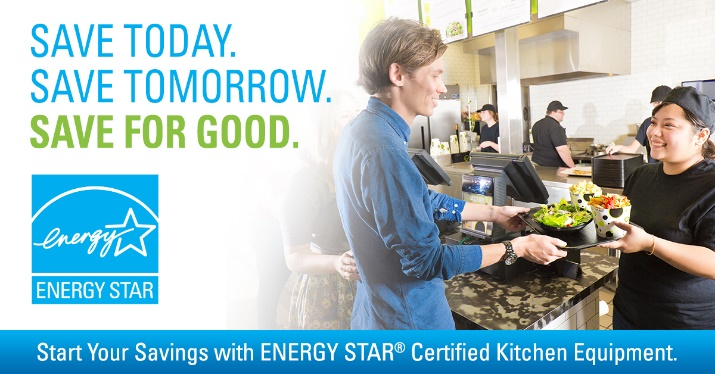 SAVE TODAY.
SAVE TOMORROW.
SAVE FOR GOOD.
energy
ENERGY STAR
Start Your Savings with ENERGY STAR® Certified Kitchen Equipment.